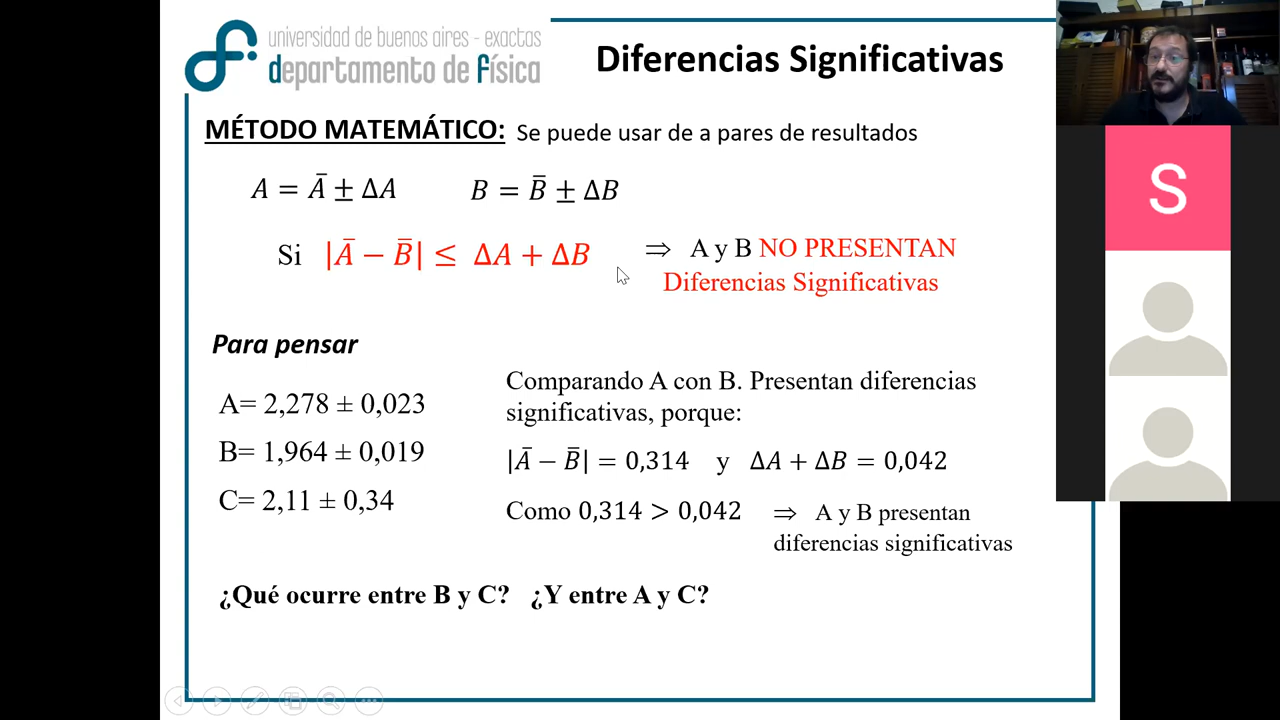 universidad de buenos aires - exactas
departamento de física
Diferencias Significativas
MÉTODO MATEMÁTICO: Se puede usar de a pares de resultados
A = Ā ± ΔA B = B̄ ± ΔB
Si |Ā − B̄| ≤ ΔA + ΔB ⇒ A y B NO PRESENTAN
Diferencias Significativas
Para pensar
A= 2,278 ± 0,023
B= 1,964 ± 0,019
C= 2,11 ± 0,34
Comparando A con B. Presentan diferencias
significativas, porque:
|Ā − B̄| = 0,314 y ΔA + ΔB = 0,042
Como 0,314 > 0,042 ⇒ A y B presentan
diferencias significativas
¿Qué ocurre entre B y C? ¿Y entre A y C?
S